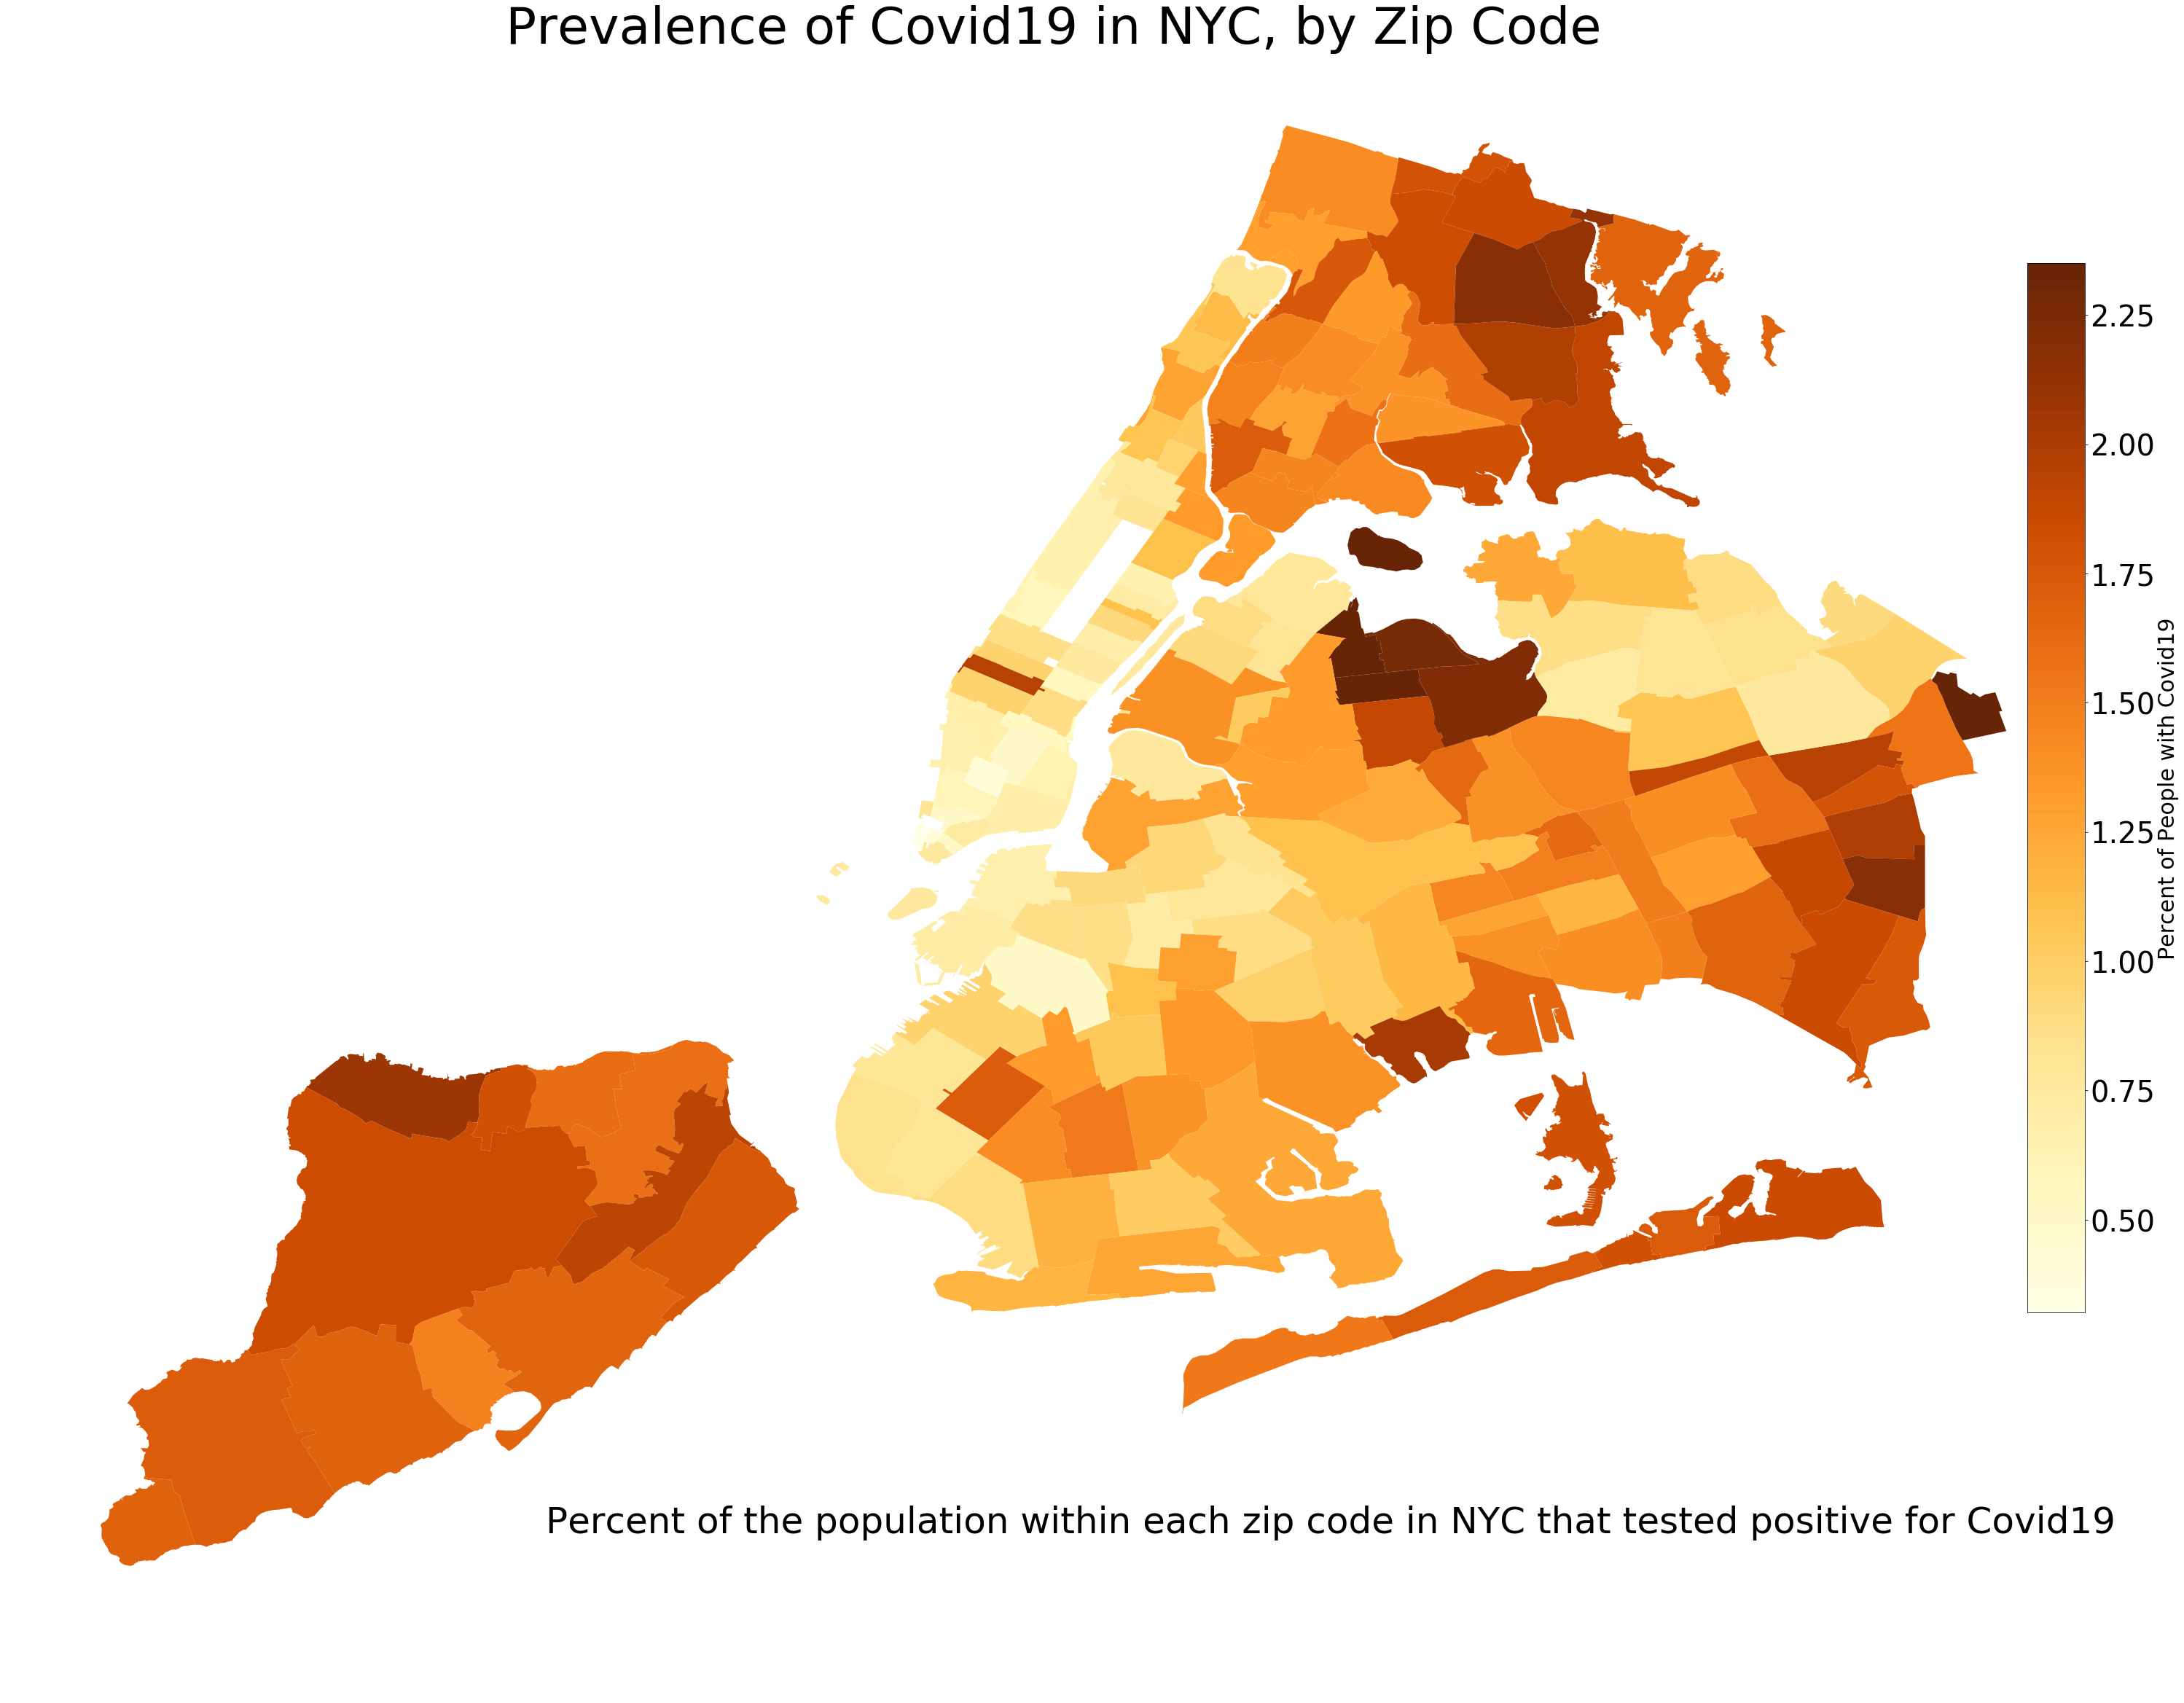 Prevalence of Covid19 in NYC, by Zip Code
2.25
2.00
1.75
1.50
1.25
1.00
0.75
0.50
Percent of People with Covid19
Percent of the population within each zip code in NYC that tested positive for Covid19